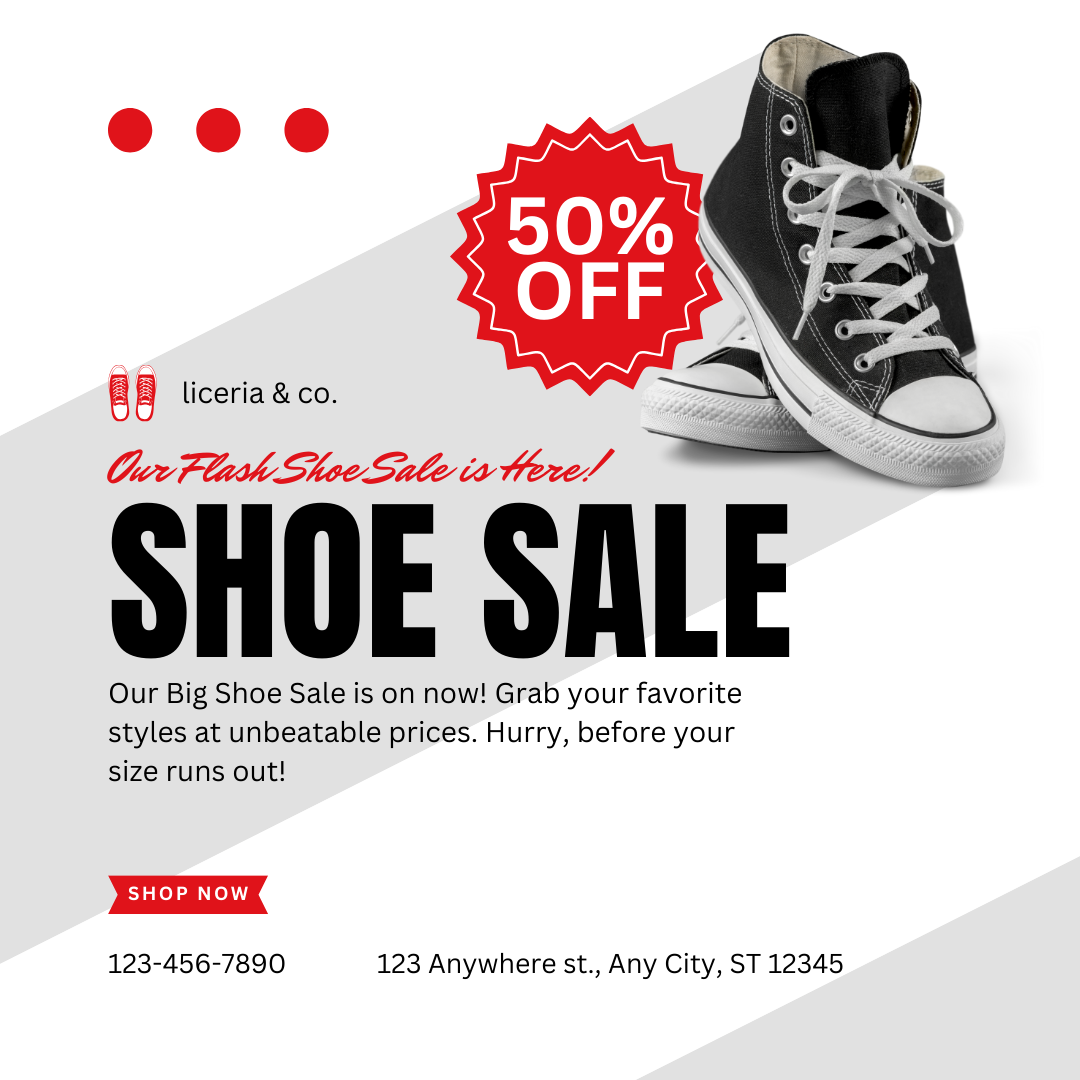 50%
OFF
liceria & co.
Our Flash Shoe Sale is Here!
SHOE SALE
Our Big Shoe Sale is on now! Grab your favorite
styles at unbeatable prices. Hurry, before your
size runs out!
SHOP NOW
123-456-7890
123 Anywhere st., Any City, ST 12345